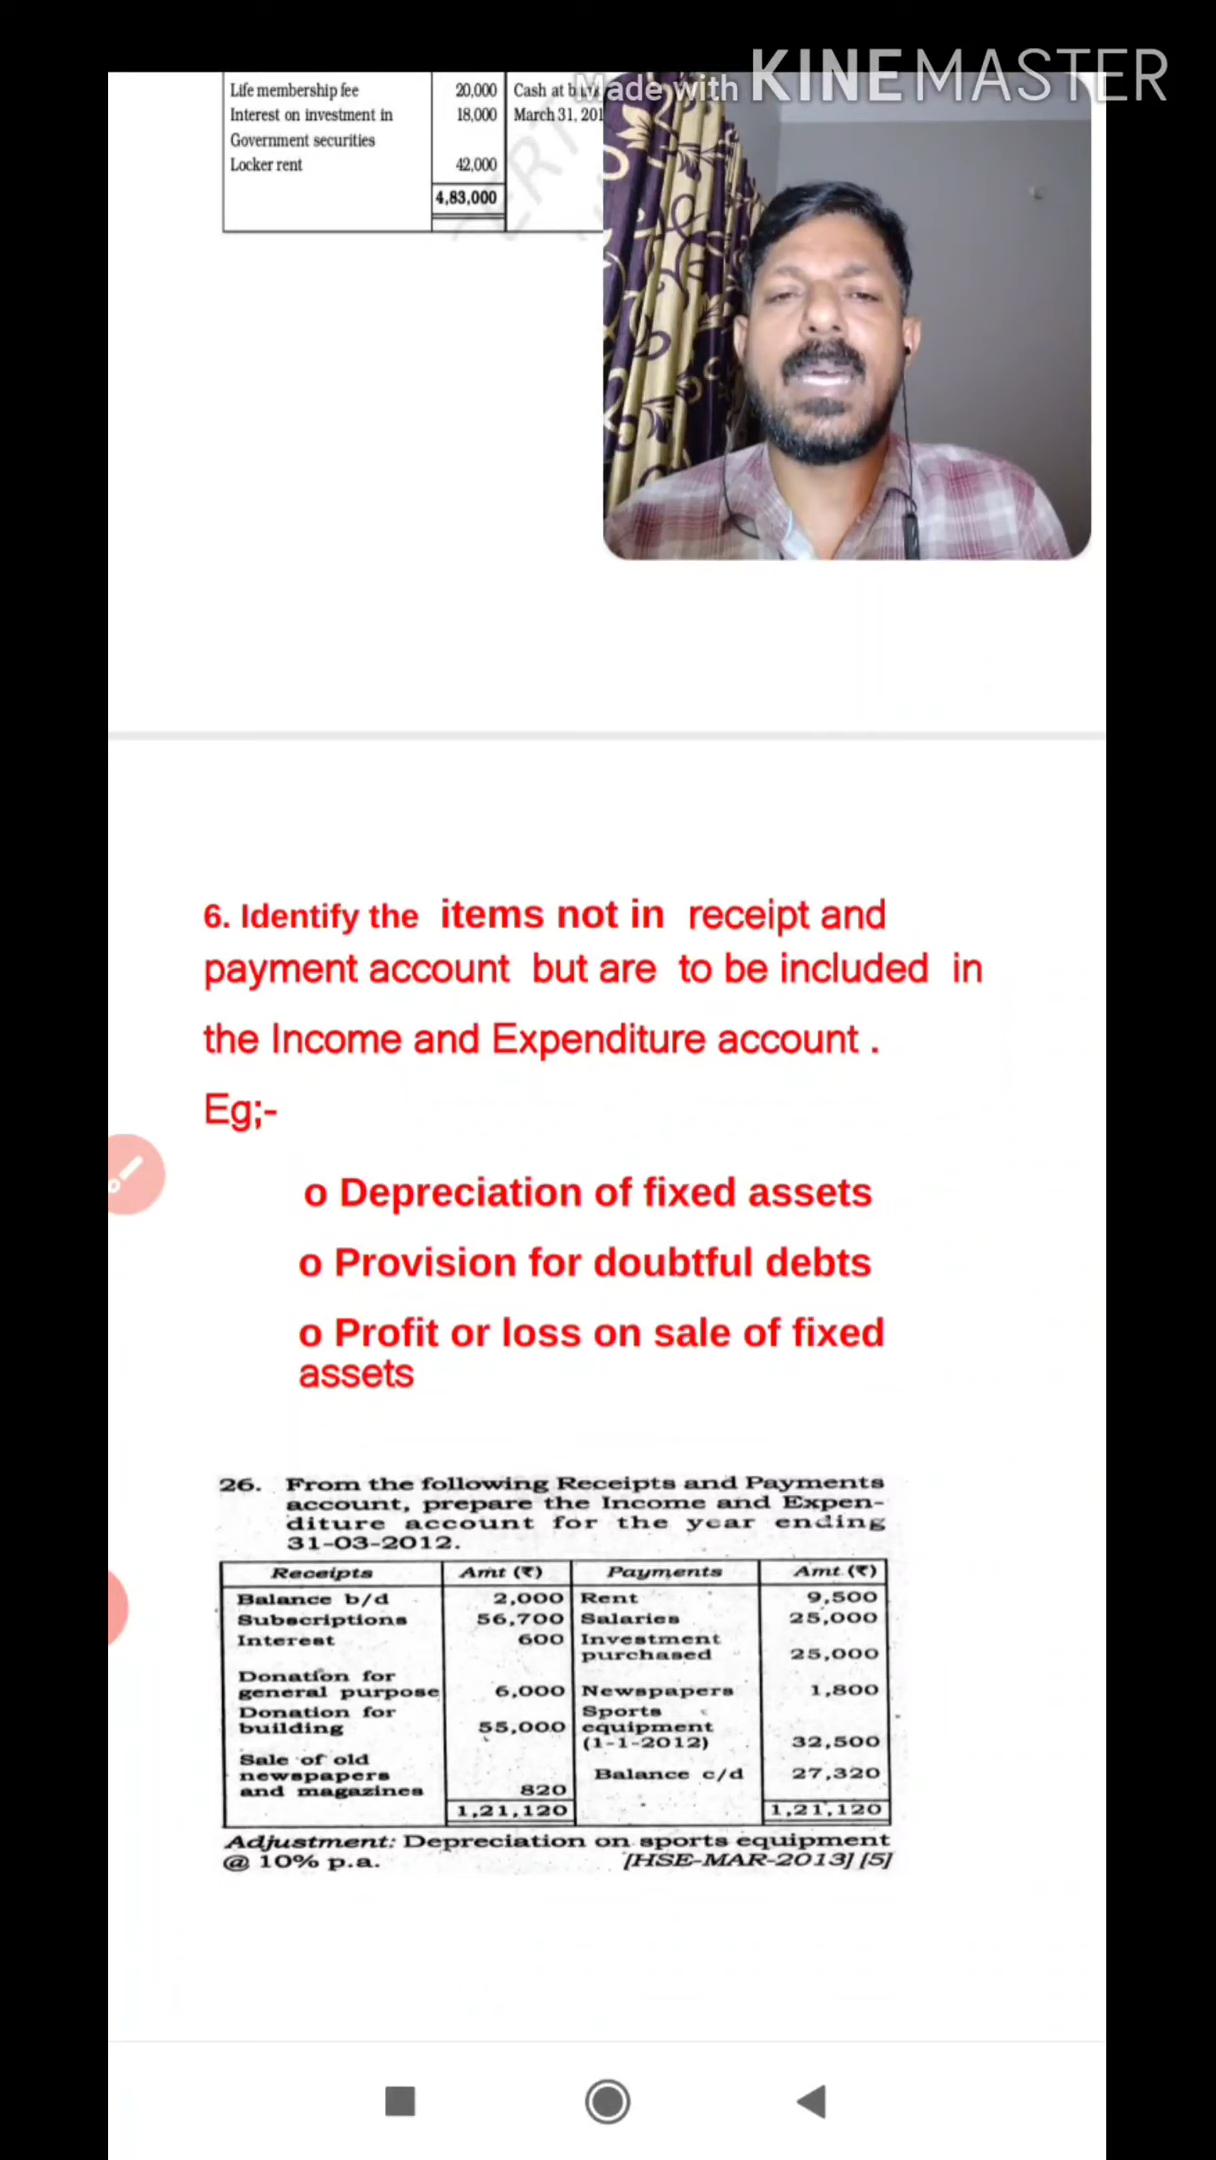 Made with KINEMASTER
Life membership fee 20,000 Cash at
Interest on investment in 18,000 March 31, 201
Government securities
Locker rent 42,000
4,83,000
6. Identify the items not in receipt and
payment account but are to be included in
the Income and Expenditure account .
Eg;-
o Depreciation of fixed assets
o Provision for doubtful debts
o Profit or loss on sale of fixed
assets
26. From the following Receipts and Payments
account, prepare the Income and Expen-
diture account for the year ending
31-03-2012.
Receipts Amt (₹) Payments Amt (₹)
Balance b/d 2,000 Rent 9,500
Subscriptions 56,700 Salaries 25,000
Interest 600 Investment
purchased 25,000
Donation for
general purpose 6,000 Newspapers 1,800
Donation for Sports
building 55,000 equipment
(1-1-2012) 32,500
Sale of old
newspapers Balance c/d 27,320
and magazines 820
1,21,120 1,21,120
Adjustment: Depreciation on sports equipment
@ 10% p.a. [HSE-MAR-2013] [5]